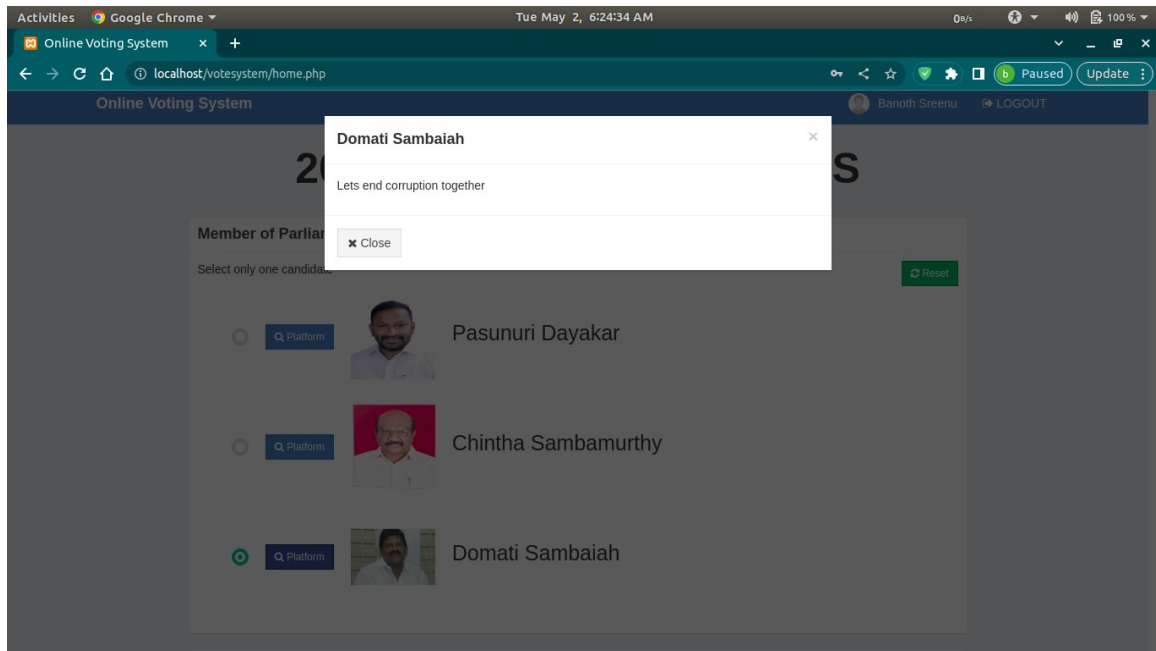 Activities Google Chrome Tue May 2, 6:24:34 AM 0B/s 100 %
Online Voting System
localhost/votesystem/home.php b Paused Update
Online Voting System Banoth Sreenu LOGOUT
Domati Sambaiah ×
20 S
Lets end corruption together
Member of Parliar
Close
Select only one candidate Reset
Platform Pasunuri Dayakar
Platform Chintha Sambamurthy
Platform Domati Sambaiah